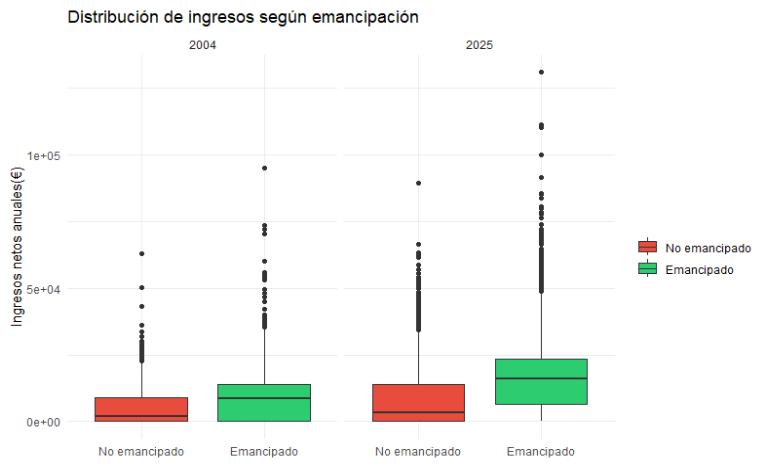 Distribución de ingresos según emancipación
2004
2025
Ingresos netos anuales(€)
1e+05
5e+04
0e+00
No emancipado
Emancipado
No emancipado
Emancipado
No emancipado
Emancipado